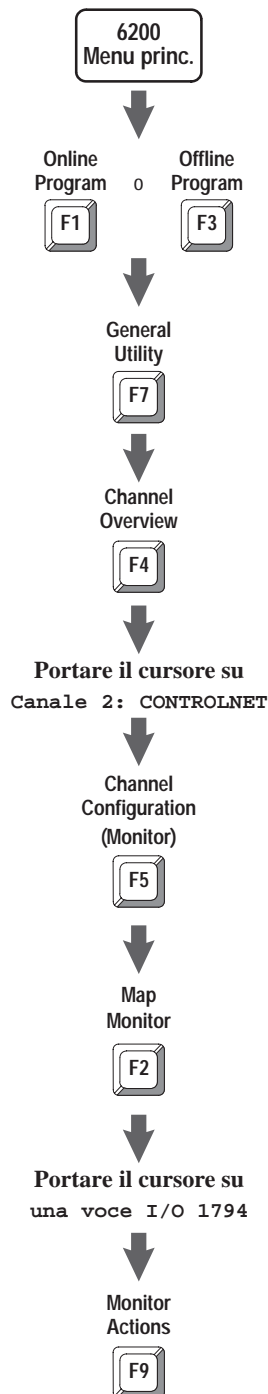 6200
Menu princ.
Online Program o Offline Program
F1 F3
General
Utility
F7
Channel
Overview
F4
Portare il cursore su
Canale 2: CONTROLNET
Channel
Configuration
(Monitor)
F5
Map
Monitor
F2
Portare il cursore su
una voce I/O 1794
Monitor
Actions
F9